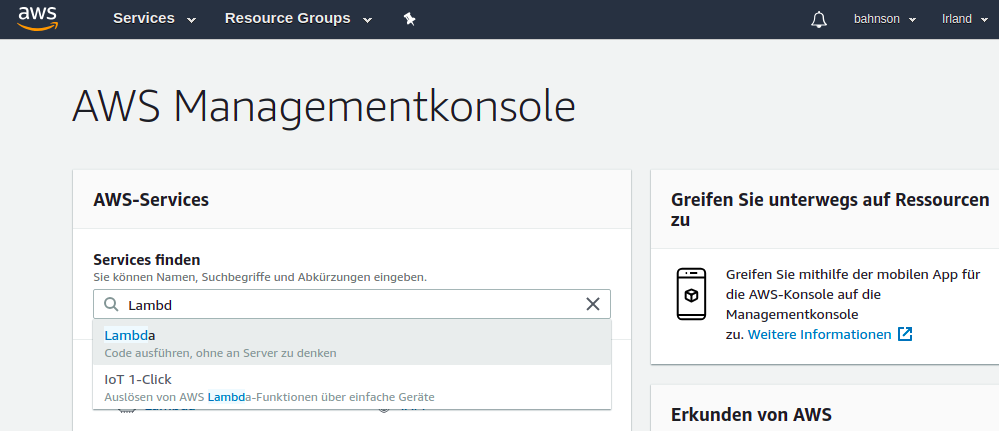 aws Services Resource Groups bahnson Irland
AWS Managementkonsole
AWS-Services
Services finden
Sie können Namen, Suchbegriffe und Abkürzungen eingeben.
Lambd
Lambda
Code ausführen, ohne an Server zu denken
IoT 1-Click
Auslösen von AWS Lambda-Funktionen über einfache Geräte
Greifen Sie unterwegs auf Ressourcen
zu
Greifen Sie mithilfe der mobilen App für
die AWS-Konsole auf die
Managementkonsole
zu. Weitere Informationen
Erkunden von AWS